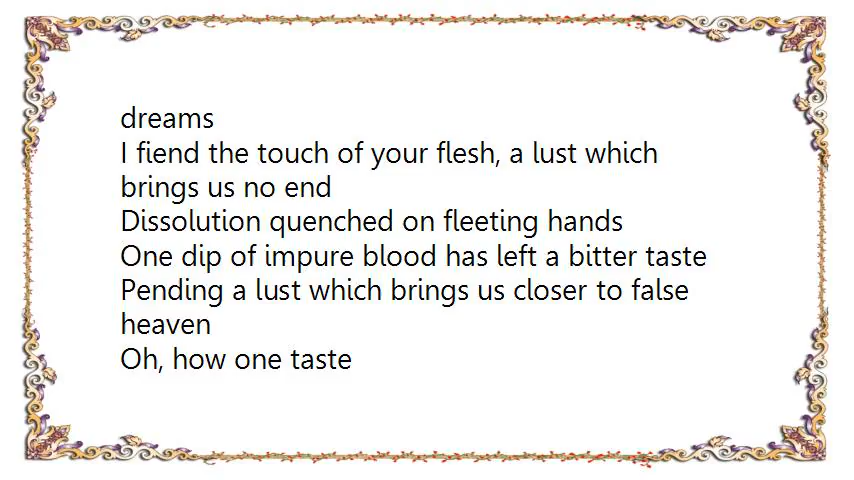 dreams
I fiend the touch of your flesh, a lust which
brings us no end
Dissolution quenched on fleeting hands
One dip of impure blood has left a bitter taste
Pending a lust which brings us closer to false
heaven
Oh, how one taste